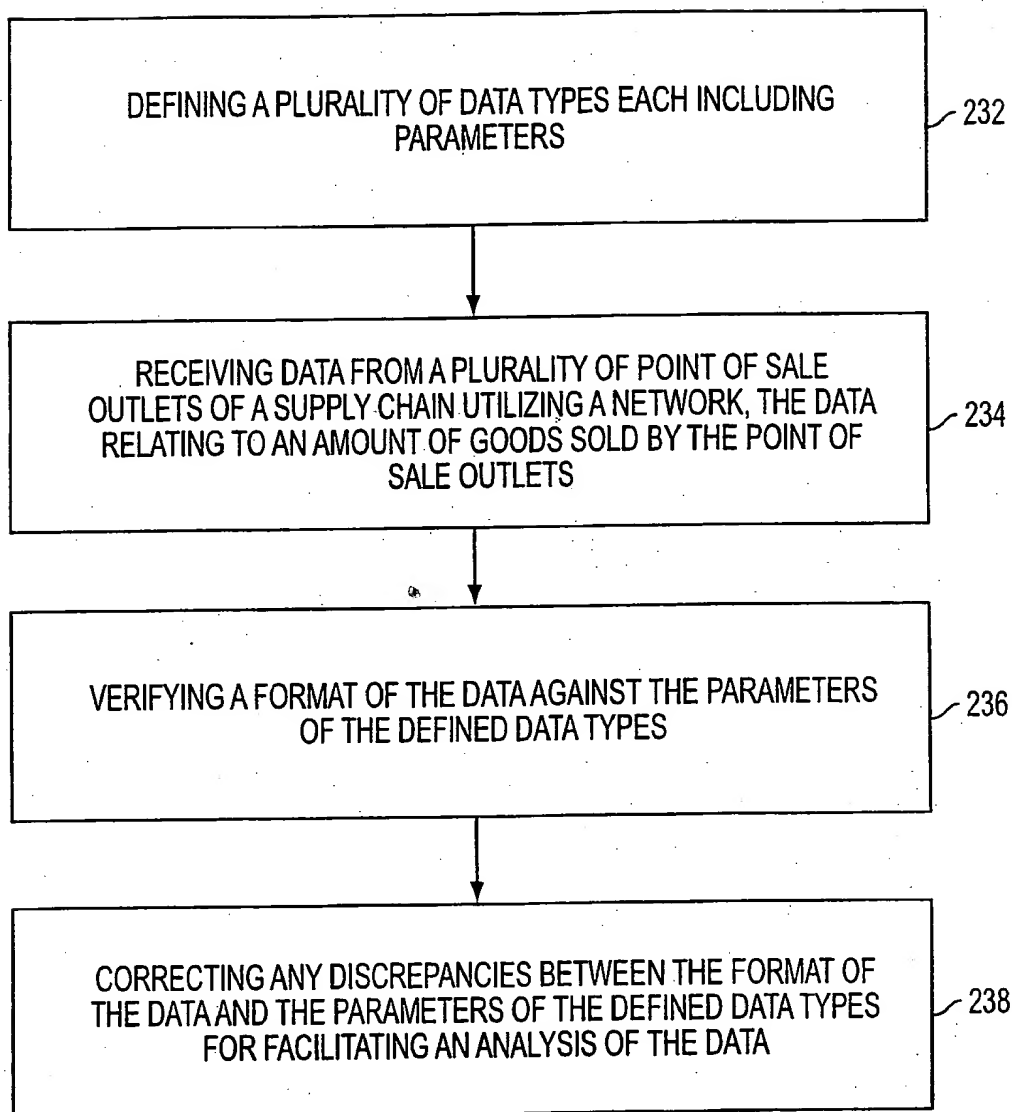 DEFINING A PLURALITY OF DATA TYPES EACH INCLUDING
PARAMETERS
232
RECEIVING DATA FROM A PLURALITY OF POINT OF SALE
OUTLETS OF A SUPPLY CHAIN UTILIZING A NETWORK, THE DATA
RELATING TO AN AMOUNT OF GOODS SOLD BY THE POINT OF
SALE OUTLETS
234
VERIFYING A FORMAT OF THE DATA AGAINST THE PARAMETERS
OF THE DEFINED DATA TYPES
236
CORRECTING ANY DISCREPANCIES BETWEEN THE FORMAT OF
THE DATA AND THE PARAMETERS OF THE DEFINED DATA TYPES
FOR FACILITATING AN ANALYSIS OF THE DATA
238